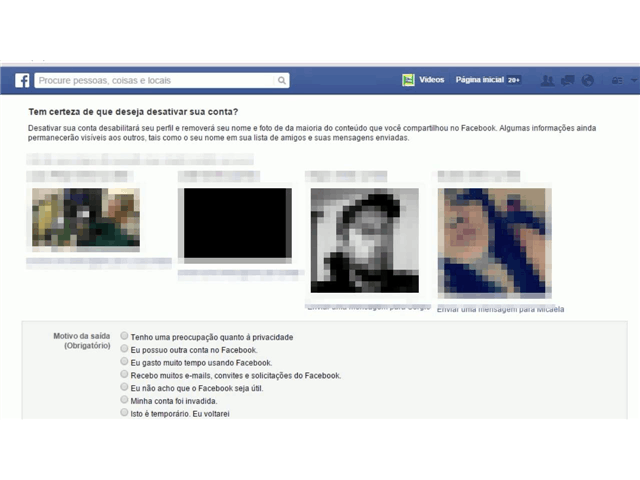 f
Procure pessoas, coisas e locais
Videos Página inicial 20+
Tem certeza de que deseja desativar sua conta?
Desativar sua conta desabilitará seu perfil e removerá seu nome e foto de da maioria do conteúdo que você compartilhou no Facebook. Algumas informações ainda
permanecerão visíveis aos outros, tais como o seu nome em sua lista de amigos e suas mensagens enviadas.
Enviar uma mensagem para Sergio
Enviar uma mensagem para Micaela
Motivo da saída
(Obrigatório)
Tenho uma preocupação quanto á privacidade
Eu possuo outra conta no Facebook.
Eu gasto muito tempo usando Facebook.
Recebo muitos e-mails, convites e solicitações do Facebook.
Eu não acho que o Facebook seja útil.
Minha conta foi invadida.
Isto é temporário. Eu voltarei